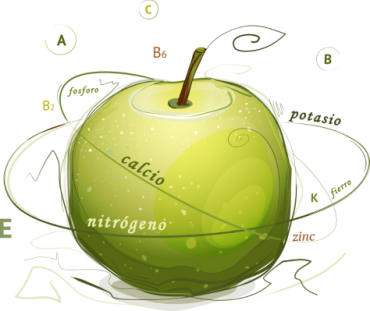 C
A
B6
B
fosforo
B2
potasio
calcio
K
fierro
nitrógeno
E
zinc